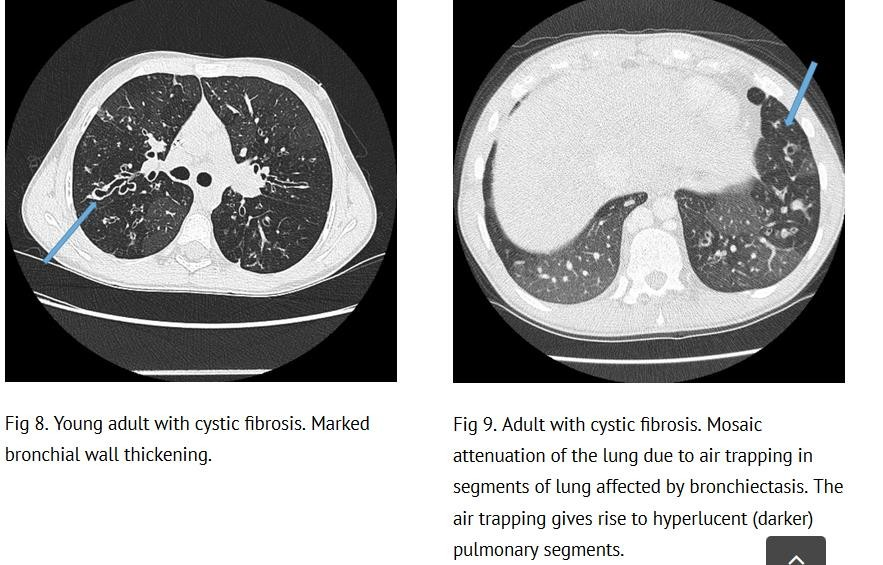 Fig 8. Young adult with cystic fibrosis. Marked
bronchial wall thickening.
Fig 9. Adult with cystic fibrosis. Mosaic
attenuation of the lung due to air trapping in
segments of lung affected by bronchiectasis. The
air trapping gives rise to hyperlucent (darker)
pulmonary segments.